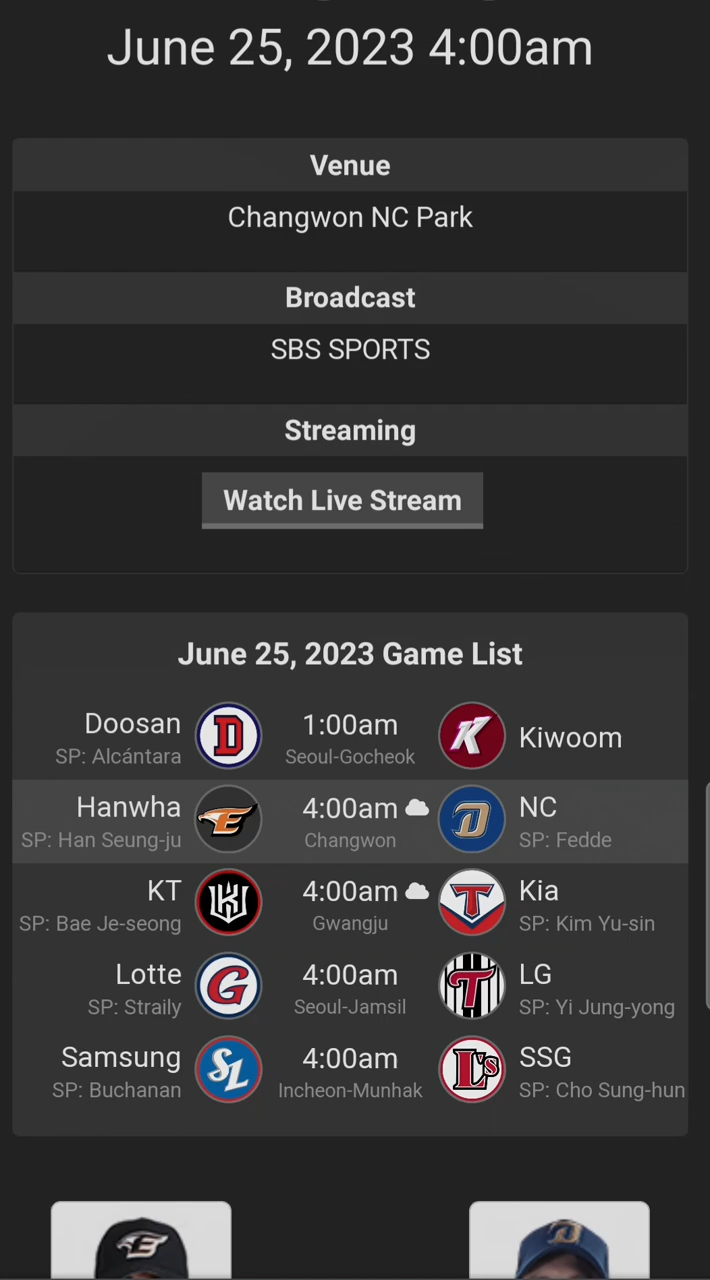 June 25, 2023 4:00am
Venue
Changwon NC Park
Broadcast
SBS SPORTS
Streaming
Watch Live Stream
June 25, 2023 Game List
Doosan D 1:00am K Kiwoom
SP: Alcántara Seoul-Gocheok
Hanwha E 4:00am D NC
SP: Han Seung-ju Changwon SP: Fedde
KT 4:00am T Kia
SP: Bae Je-seong Gwangju SP: Kim Yu-sin
Lotte G 4:00am T LG
SP: Straily Seoul-Jamsil SP: Yi Jung-yong
Samsung SL 4:00am L's SSG
SP: Buchanan Incheon-Munhak SP: Cho Sung-hun
E D